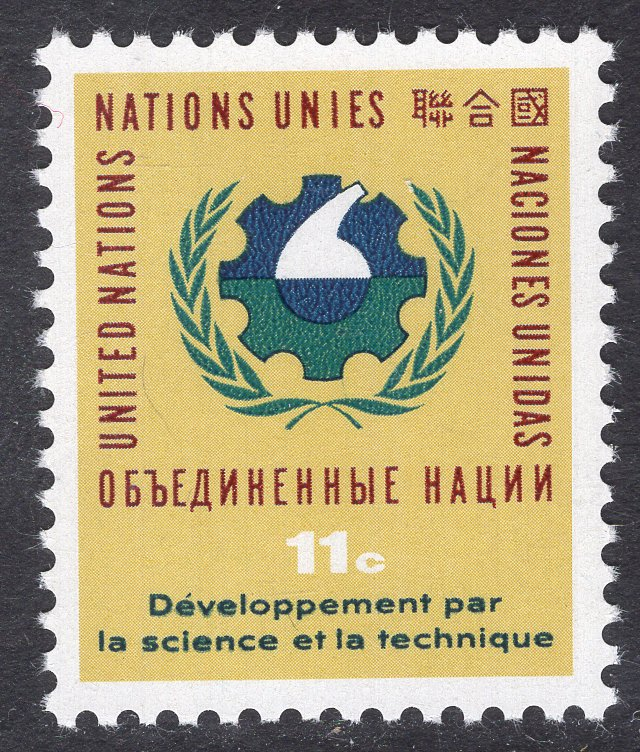 NATIONS UNIES 聯合國
UNITED NATIONS
NACIONES UNIDAS
ОБЪЕДИНЕННЫЕ НАЦИИ
11c
Développement par
la science et la technique